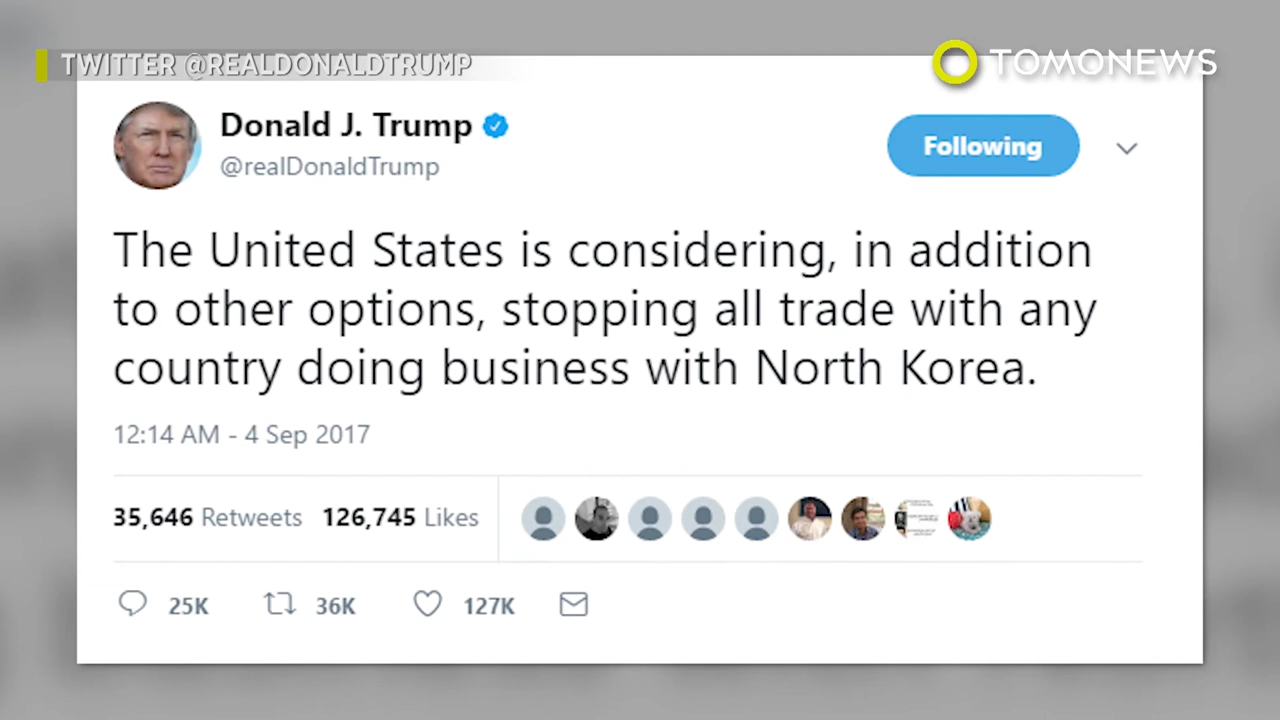 TWITTER @REALDONALDTRUMP
TOMONEWS
Donald J. Trump
@realDonaldTrump
Following
The United States is considering, in addition
to other options, stopping all trade with any
country doing business with North Korea.
12:14 AM - 4 Sep 2017
35,646 Retweets 126,745 Likes
25K 36K 127K